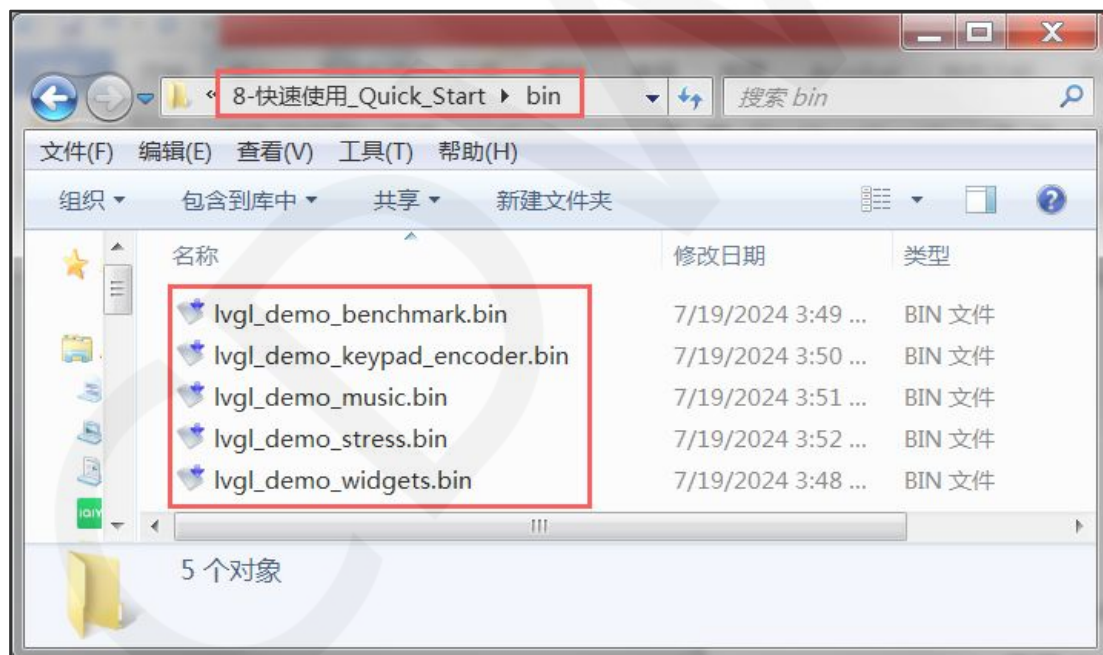 « 8-快速使用_Quick_Start ▸ bin 搜索 bin
文件(F) 编辑(E) 查看(V) 工具(T) 帮助(H)
组织 包含到库中 共享 新建文件夹
名称 修改日期 类型
lvgl_demo_benchmark.bin 7/19/2024 3:49 ... BIN 文件
lvgl_demo_keypad_encoder.bin 7/19/2024 3:50 ... BIN 文件
lvgl_demo_music.bin 7/19/2024 3:51 ... BIN 文件
lvgl_demo_stress.bin 7/19/2024 3:52 ... BIN 文件
lvgl_demo_widgets.bin 7/19/2024 3:48 ... BIN 文件
5 个对象